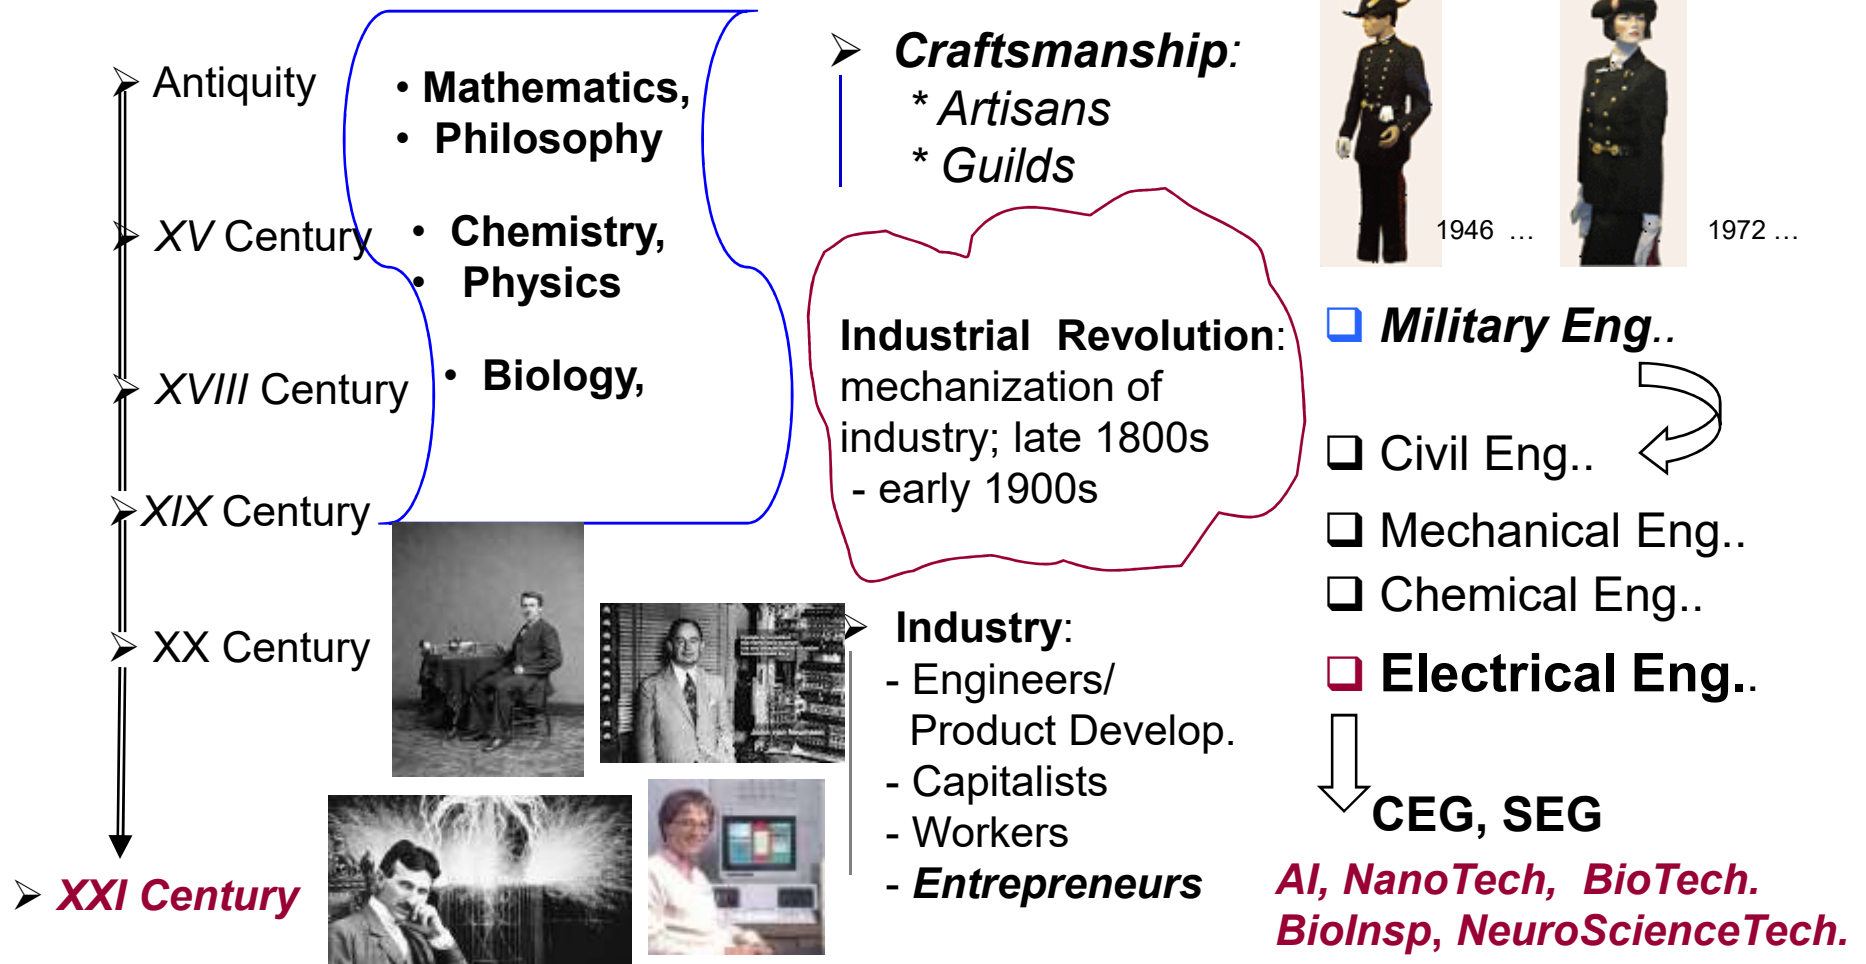 ➢ Antiquity
➢ XV Century
➢ XVIII Century
➢ XIX Century
➢ XX Century
➢ XXI Century
• Mathematics,
• Philosophy
• Chemistry,
• Physics
• Biology,
➢ Craftsmanship:
* Artisans
* Guilds
Industrial Revolution:
mechanization of
industry; late 1800s
- early 1900s
➢ Industry:
- Engineers/
Product Develop.
- Capitalists
- Workers
- Entrepreneurs
1946 …
1972 …
❑ Military Eng..
❑ Civil Eng..
❑ Mechanical Eng..
❑ Chemical Eng..
❑ Electrical Eng..
CEG, SEG
AI, NanoTech, BioTech.
BioInsp, NeuroScienceTech.